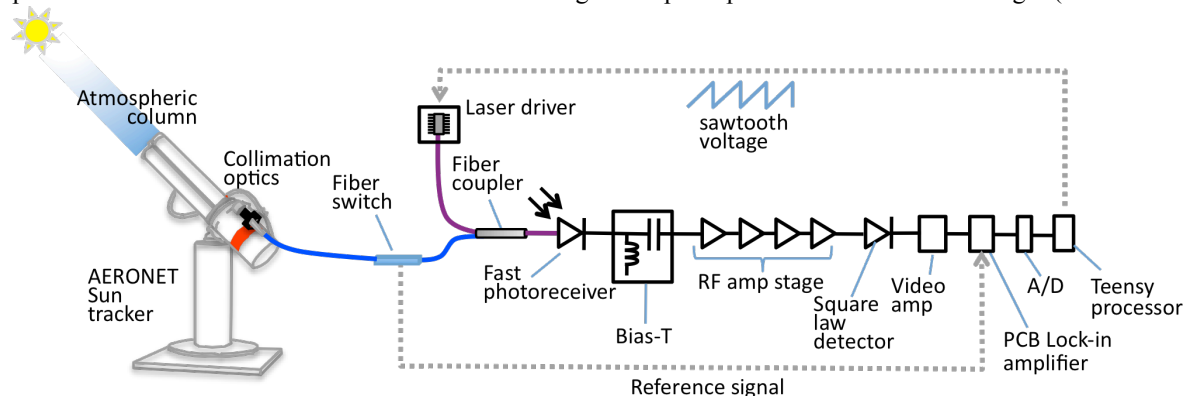 Atmospheric
column
Collimation
optics
Fiber
switch
AERONET
Sun
tracker
Laser driver
Fiber
coupler
sawtooth
voltage
Fast
photoreceiver
Bias-T
RF amp stage
Square
law
detector
Video
amp
A/D
PCB Lock-in
amplifier
Teensy
processor
Reference signal